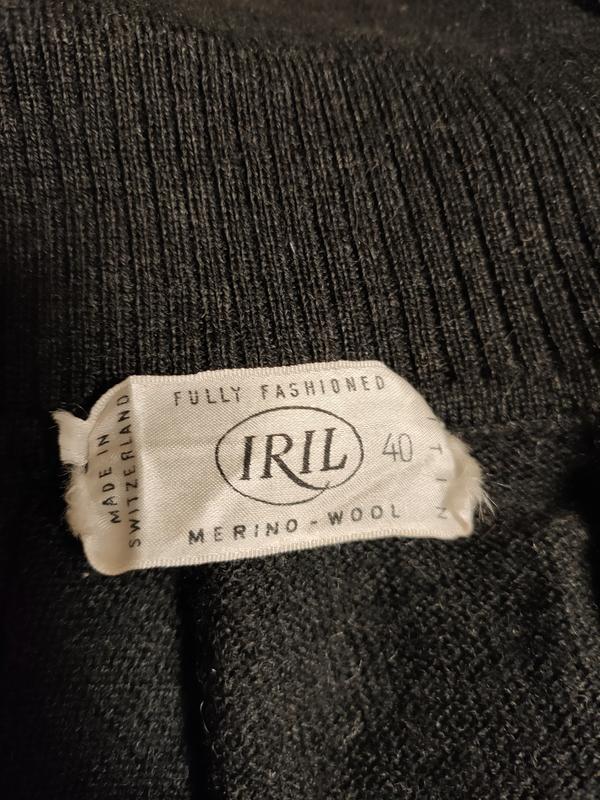 FULLY FASHIONED
MADE IN
SWITZERLAND
IRIL
40
MERINO-WOOL